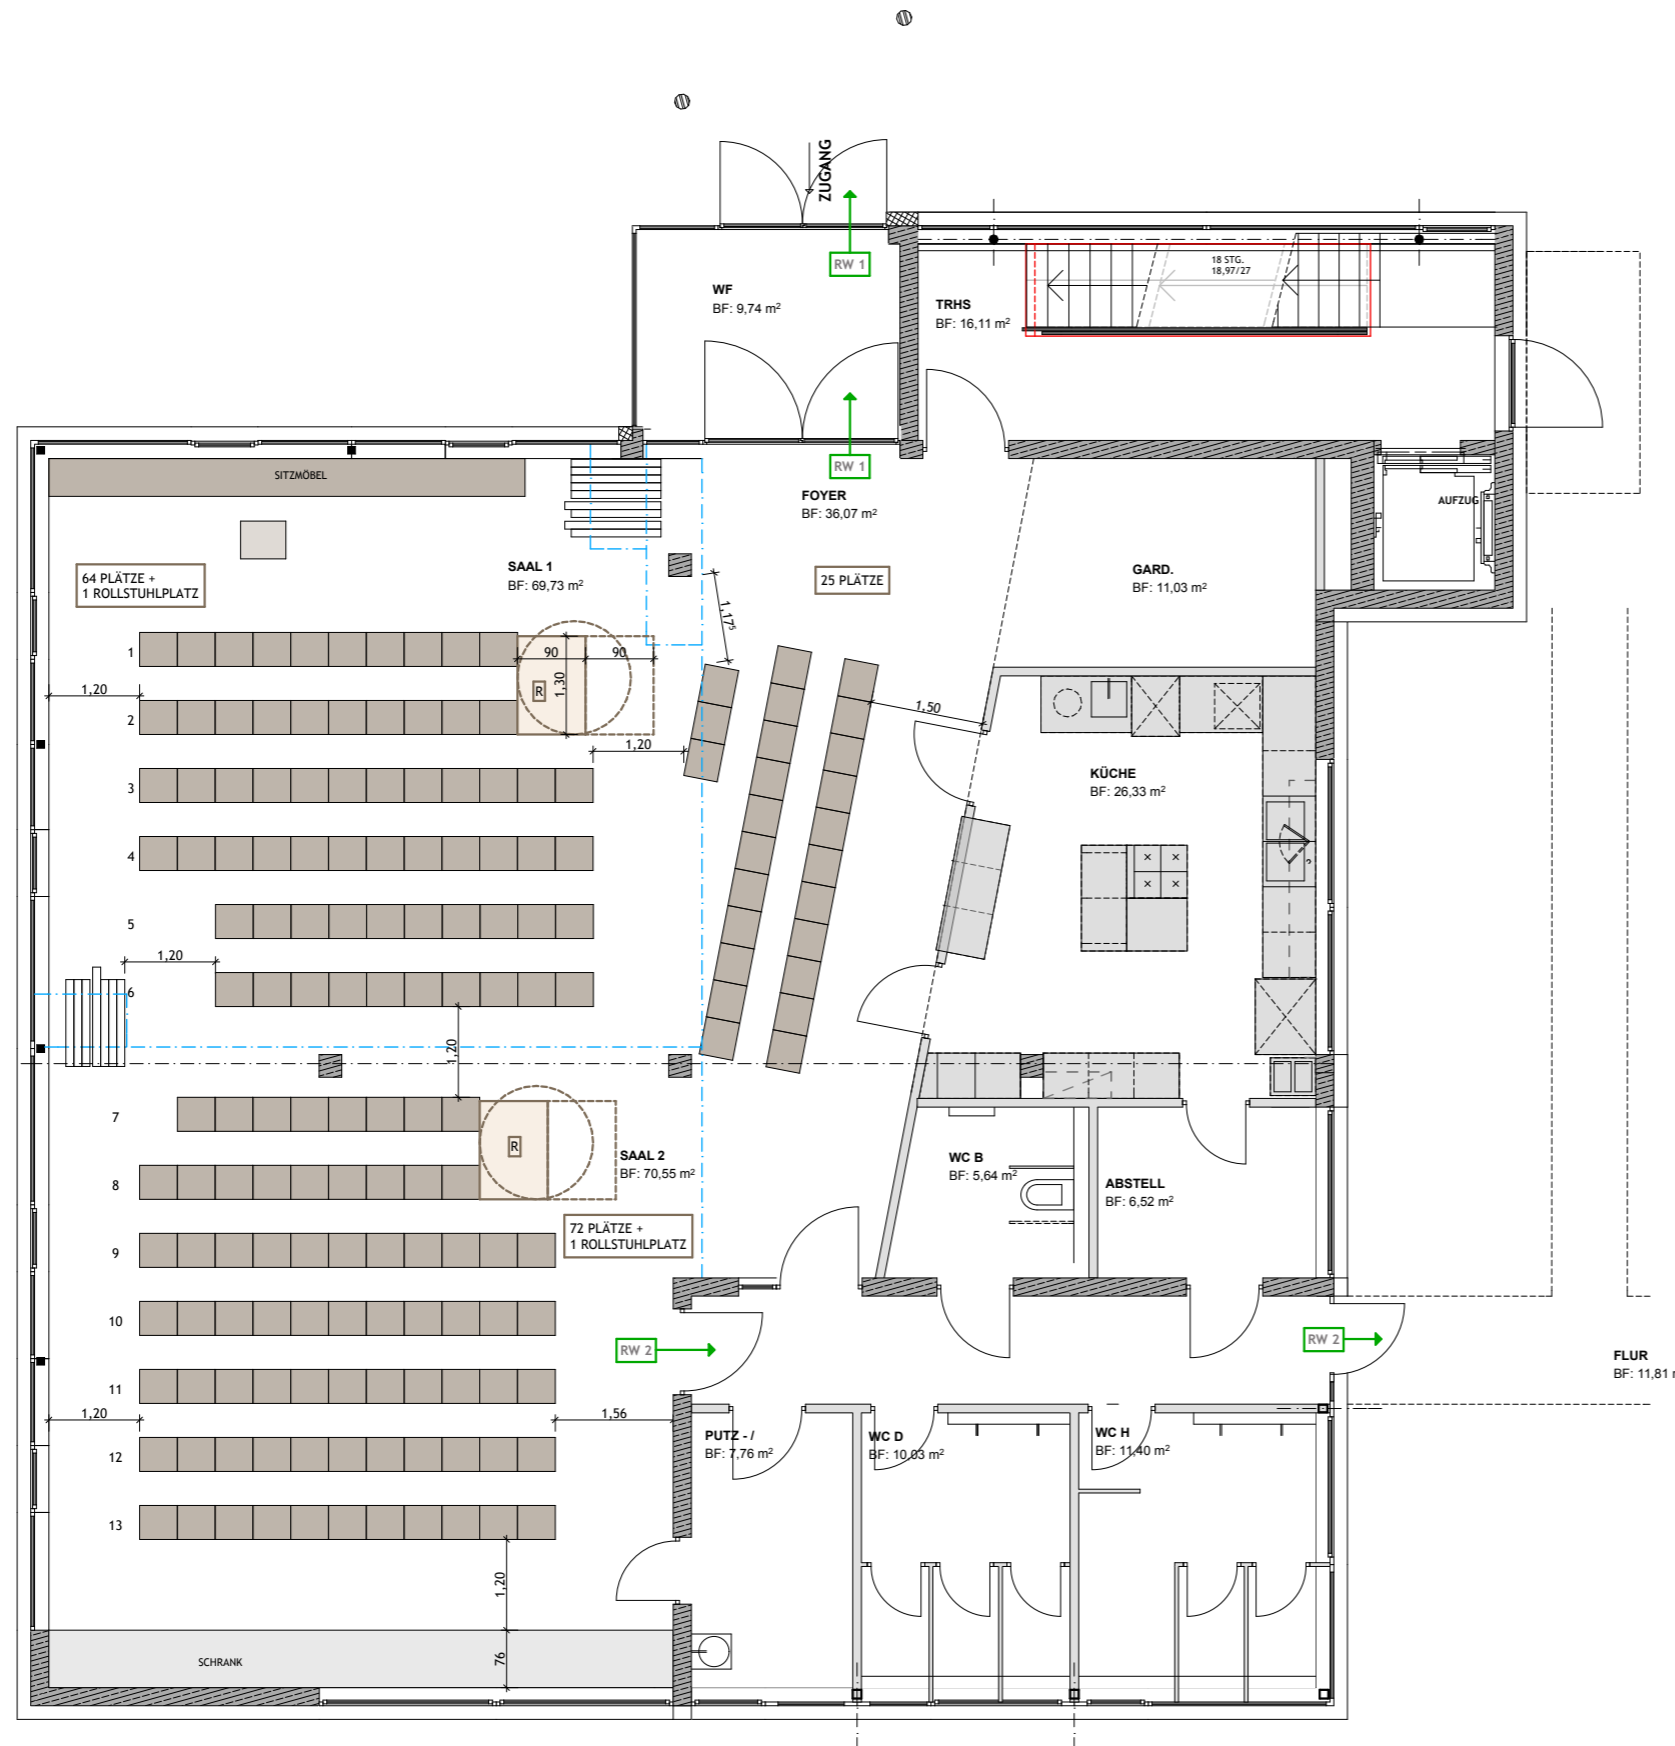 ZUGANG
RW 1
WF
BF: 9,74 m²
TRHS
BF: 16,11 m²
18 STG.
18,97/27
RW 1
SITZMÖBEL
FOYER
BF: 36,07 m²
AUFZUG
64 PLÄTZE +
1 ROLLSTUHLPLATZ
SAAL 1
BF: 69,73 m²
25 PLÄTZE
GARD.
BF: 11,03 m²
1,17⁵
1
90
90
1,30
R
1,20
2
1,20
1,50
3
KÜCHE
BF: 26,33 m²
4
5
1,20
6
1,20
7
R
SAAL 2
BF: 70,55 m²
WC B
BF: 5,64 m²
ABSTELL
BF: 6,52 m²
8
72 PLÄTZE +
1 ROLLSTUHLPLATZ
9
10
RW 2
RW 2
FLUR
BF: 11,81
11
1,20
1,56
12
PUTZ - /
BF: 7,76 m²
WC D
BF: 10,03 m²
WC H
BF: 11,40 m²
13
1,20
76
SCHRANK